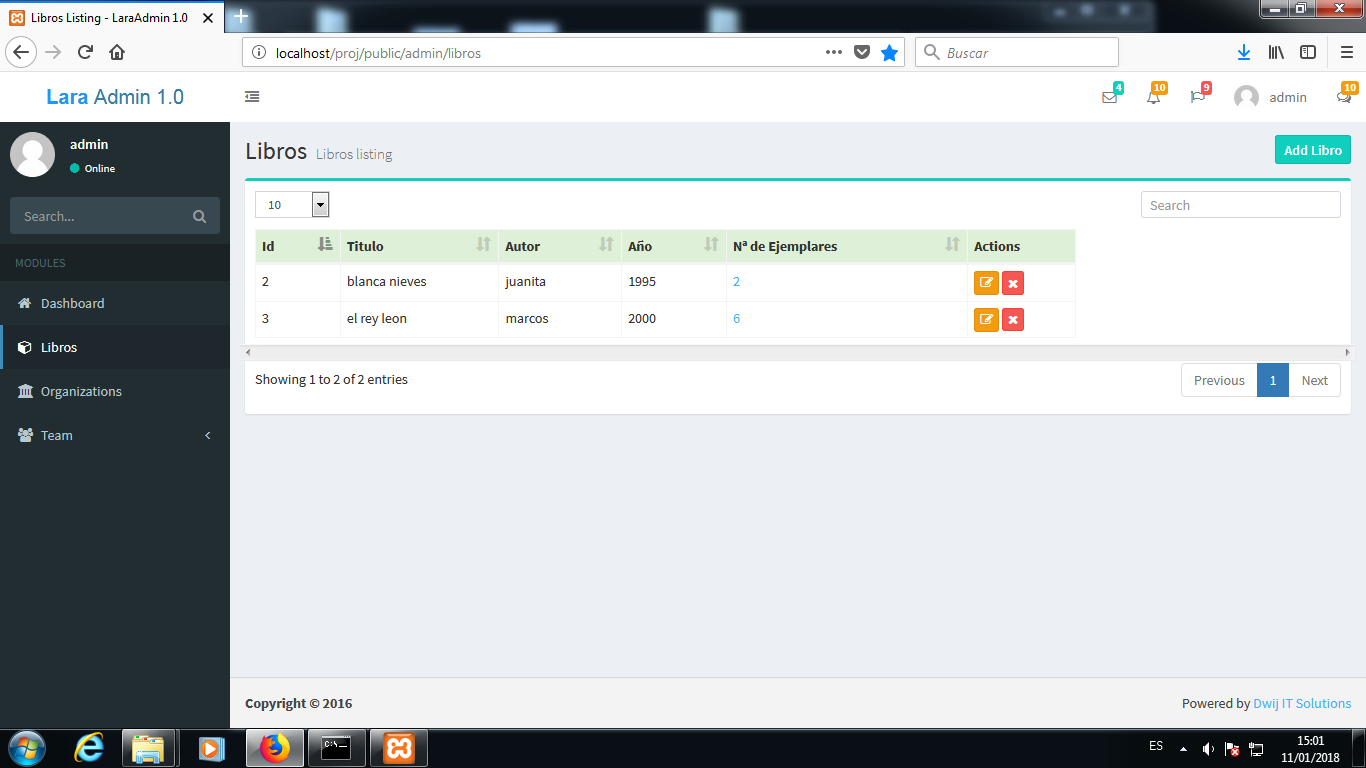 Libros Listing - LaraAdmin 1.0
localhost/proj/public/admin/libros
Buscar
Lara Admin 1.0
4
10
9
admin
10
admin
Online
Search...
MODULES
Dashboard
Libros
Organizations
Team
Libros Libros listing
Add Libro
10
Search
Id Titulo Autor Año Nª de Ejemplares Actions
2 blanca nieves juanita 1995 2
3 el rey leon marcos 2000 6
Showing 1 to 2 of 2 entries
Previous 1 Next
Copyright © 2016
Powered by Dwij IT Solutions
C:\_
ES
15:01
11/01/2018